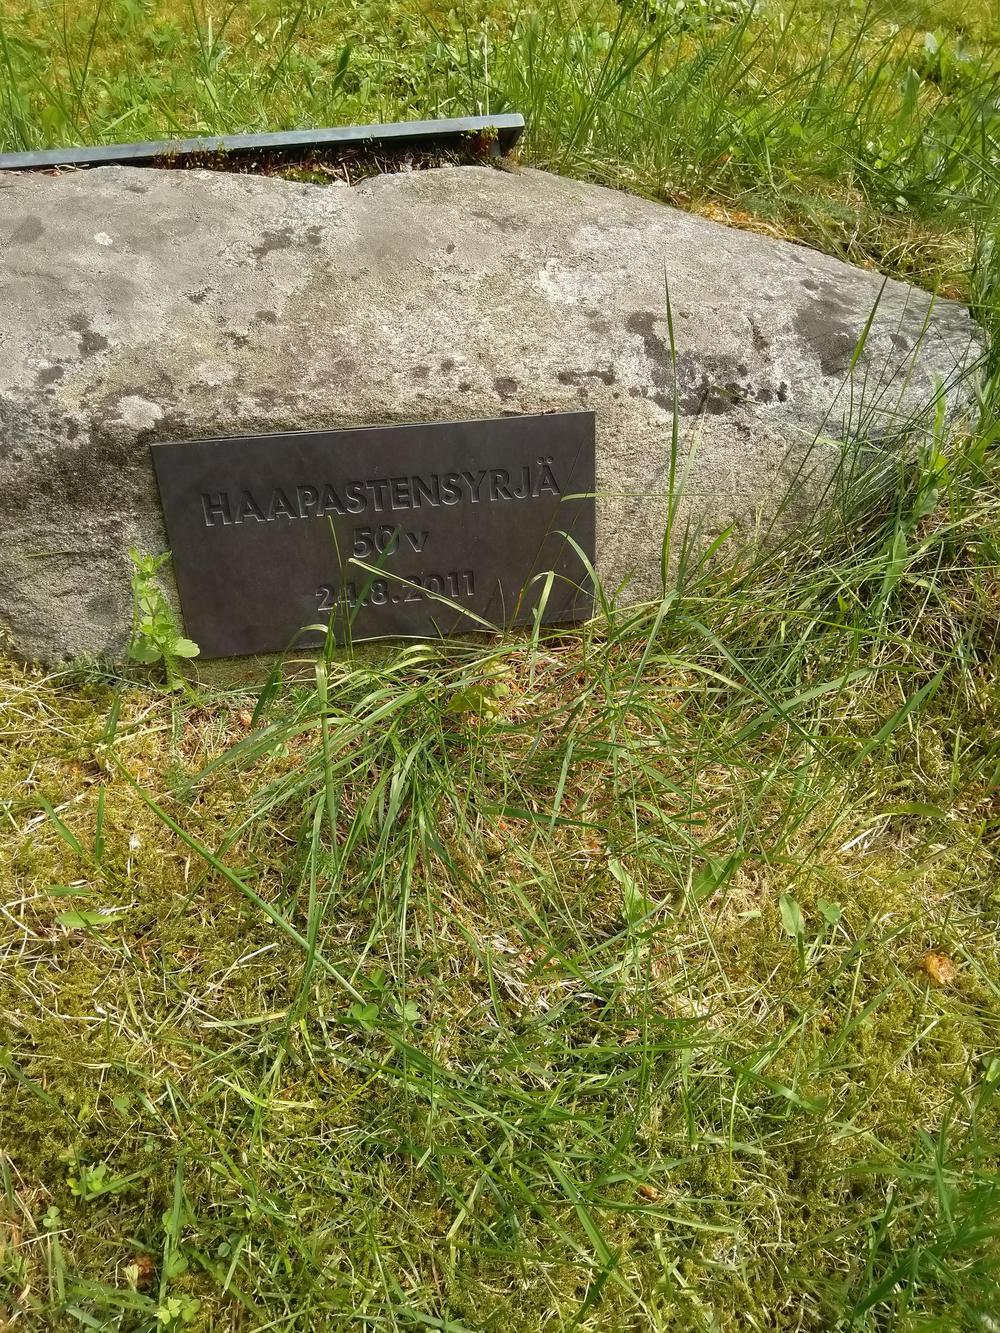 HAAPASTENSYRJÄ
50 v
24.8.2011